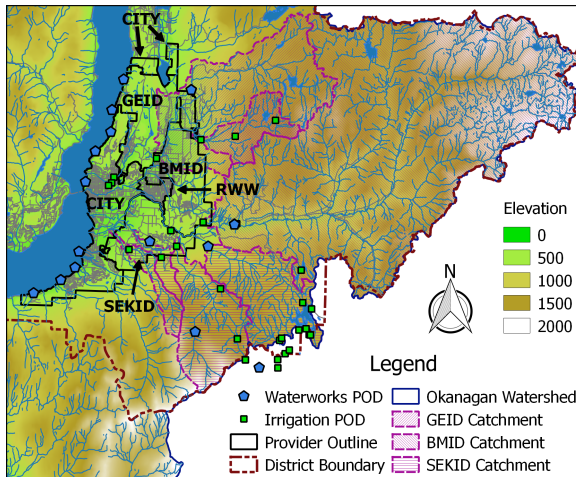 CITY
GEID
BMID
RWW
CITY
SEKID
Elevation
0
500
1000
1500
2000
N
Legend
Waterworks POD
Irrigation POD
Provider Outline
District Boundary
Okanagan Watershed
GEID Catchment
BMID Catchment
SEKID Catchment